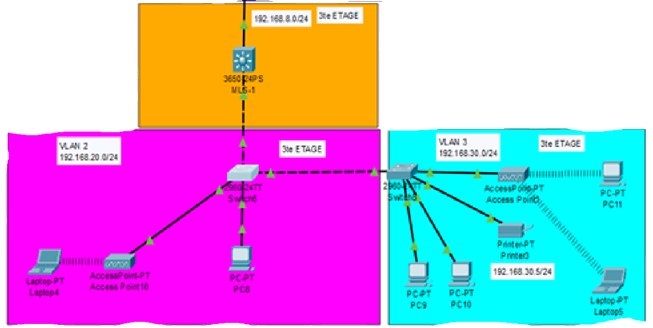 192.168.8.0/24
3te ETAGE
3650-24PS
MLS-1
VLAN 2
192.168.20.0/24
3te ETAGE
2960-24TT
Switch6
Laptop-PT
Laptop4
AccessPoint-PT
Access Point10
PC-PT
PC8
VLAN 3
192.168.30.0/24
3te ETAGE
AccessPoint-PT
PC-PT
PC11
Printer-PT
Printer3
192.168.30.5/24
PC-PT
PC9
PC-PT
PC10
Laptop-PT
Laptop5